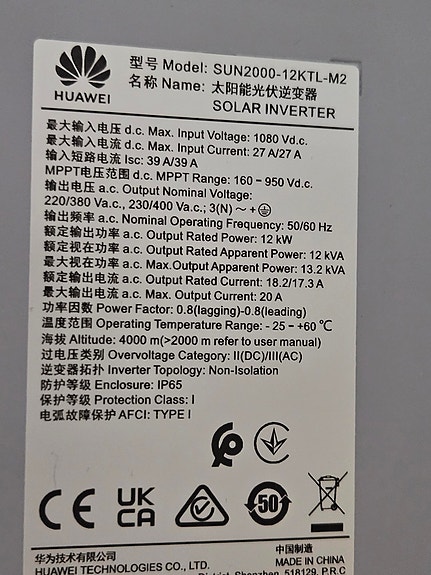 HUAWEI
型号 Model: SUN2000-12KTL-M2
名称 Name: 太阳能光伏逆变器
SOLAR INVERTER
最大输入电压 d.c. Max. Input Voltage: 1080 Vd.c.
最大输入电流 d.c. Max. Input Current: 27 A/27 A
输入短路电流 Isc: 39 A/39 A
MPPT电压范围 d.c. MPPT Range: 160 – 950 Vd.c.
输出电压 a.c. Output Nominal Voltage:
220/380 Va.c., 230/400 Va.c.; 3(N) ~ +
输出频率 a.c. Nominal Operating Frequency: 50/60 Hz
额定输出功率 a.c. Output Rated Power: 12 kW
额定视在功率 a.c. Output Rated Apparent Power: 12 kVA
最大视在功率 a.c. Max.Output Apparent Power: 13.2 kVA
额定输出电流 a.c. Output Rated Current: 18.2/17.3 A
最大输出电流 a.c. Max. Output Current: 20 A
功率因数 Power Factor: 0.8(lagging)-0.8(leading)
温度范围 Operating Temperature Range: - 25 – +60 ℃
海拔 Altitude: 4000 m(>2000 m refer to user manual)
过电压类别 Overvoltage Category: II(DC)/III(AC)
逆变器拓扑 Inverter Topology: Non-Isolation
防护等级 Enclosure: IP65
保护等级 Protection Class: I
电弧故障保护 AFCI: TYPE I
CE UK CA 50
华为技术有限公司 中国制造
HUAWEI TECHNOLOGIES CO., LTD. MADE IN CHINA
District, Shenzhen, 518129, P.R.C